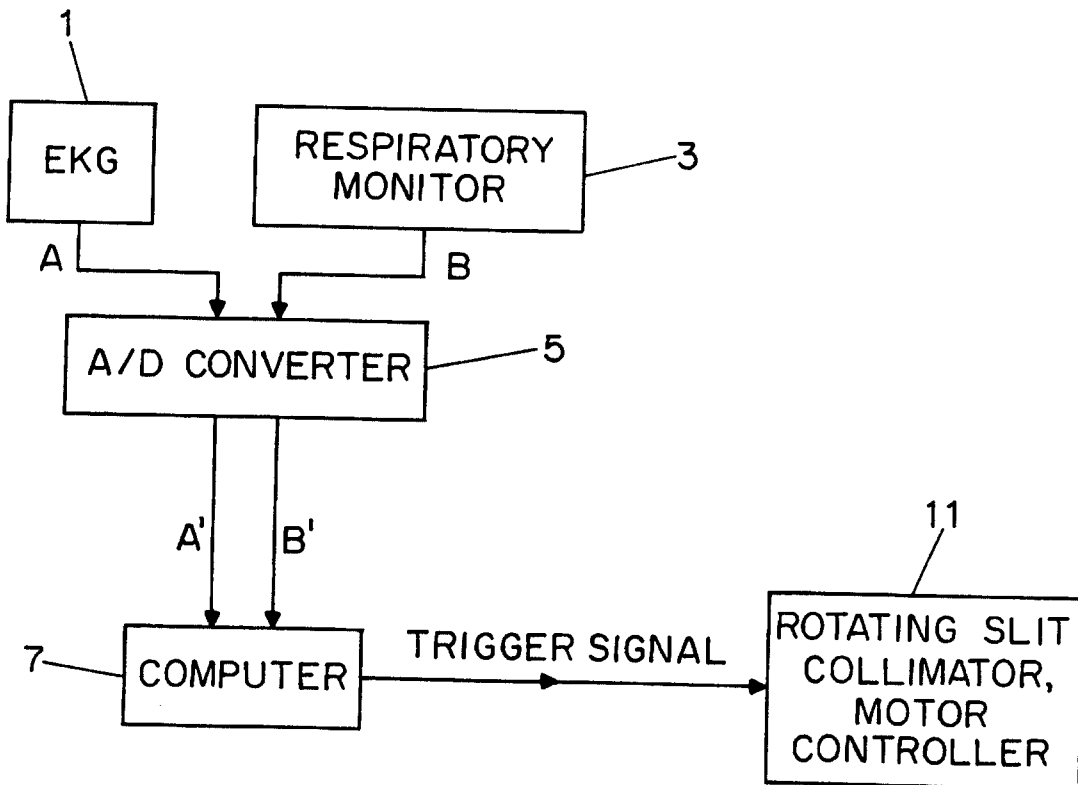 1
EKG
RESPIRATORY
MONITOR
3
A
B
A/D CONVERTER
5
A'
B'
7
COMPUTER
TRIGGER SIGNAL
11
ROTATING SLIT
COLLIMATOR,
MOTOR
CONTROLLER